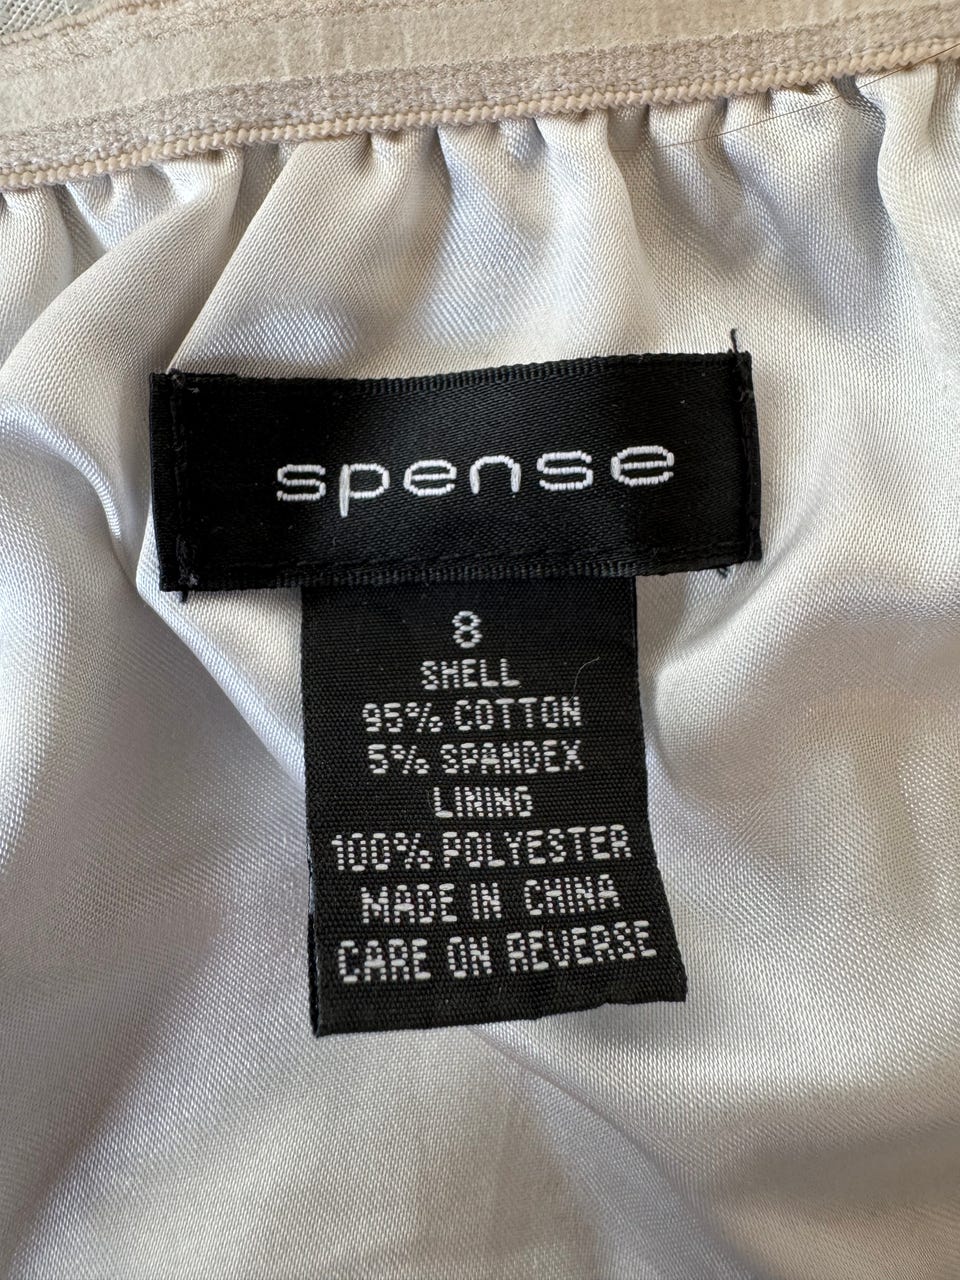 spense
8
SHELL
95% COTTON
5% SPANDEX
LINING
100% POLYESTER
MADE IN CHINA
CARE ON REVERSE